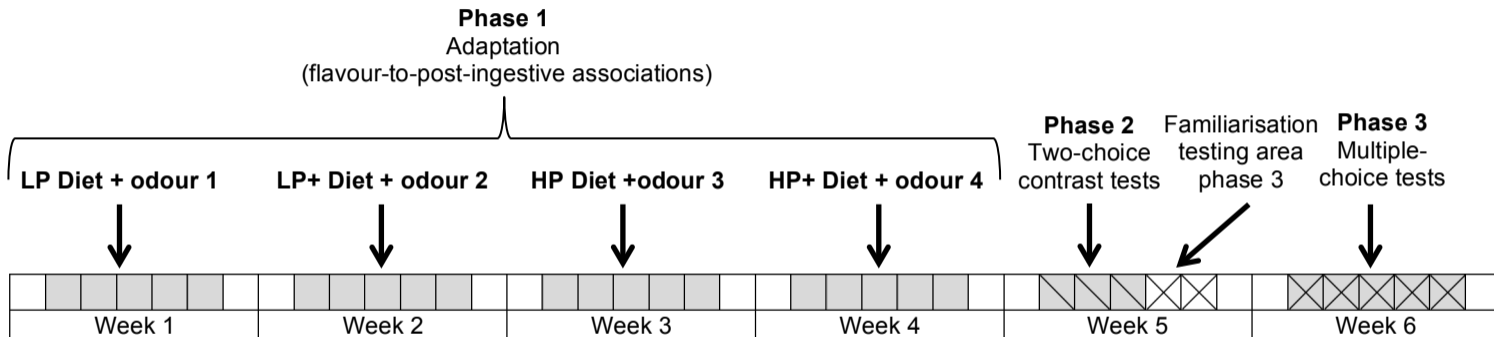 Phase 1
Adaptation
(flavour-to-post-ingestive associations)
LP Diet + odour 1
LP+ Diet + odour 2
HP Diet +odour 3
HP+ Diet + odour 4
Phase 2
Two-choice
contrast tests
Familiarisation
testing area
phase 3
Phase 3
Multiple-
choice tests
Week 1
Week 2
Week 3
Week 4
Week 5
Week 6